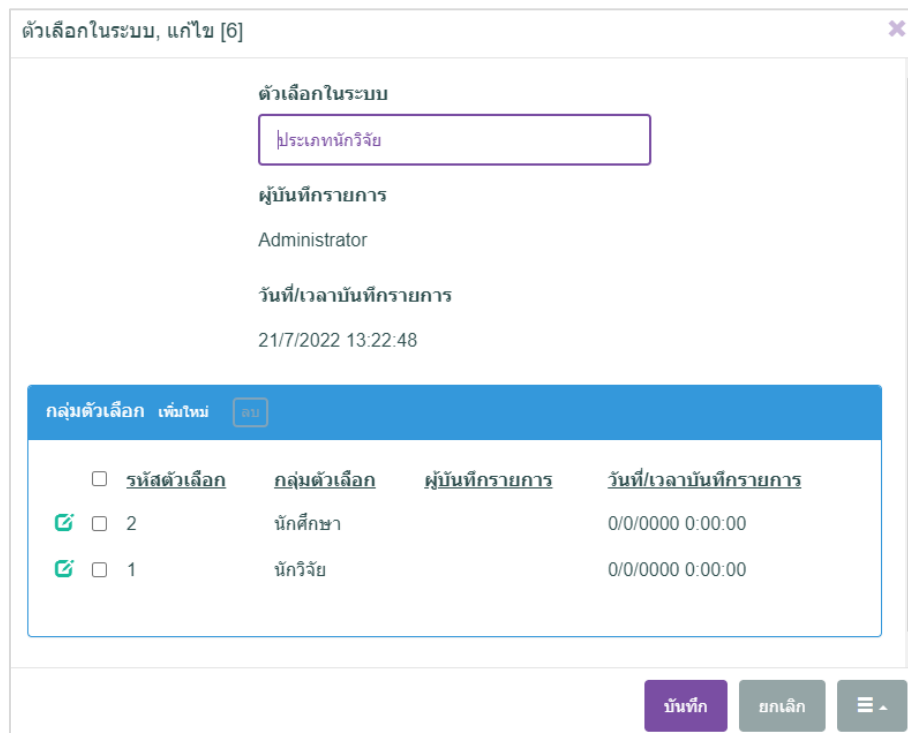 ตัวเลือกในระบบ, แก้ไข [6]
ตัวเลือกในระบบ
ประเภทนักวิจัย
ผู้บันทึกรายการ
Administrator
วันที่/เวลาบันทึกรายการ
21/7/2022 13:22:48
กลุ่มตัวเลือก เพิ่มใหม่ ลบ
รหัสตัวเลือก กลุ่มตัวเลือก ผู้บันทึกรายการ วันที่/เวลาบันทึกรายการ
2 นักศึกษา 0/0/0000 0:00:00
1 นักวิจัย 0/0/0000 0:00:00
บันทึก ยกเลิก